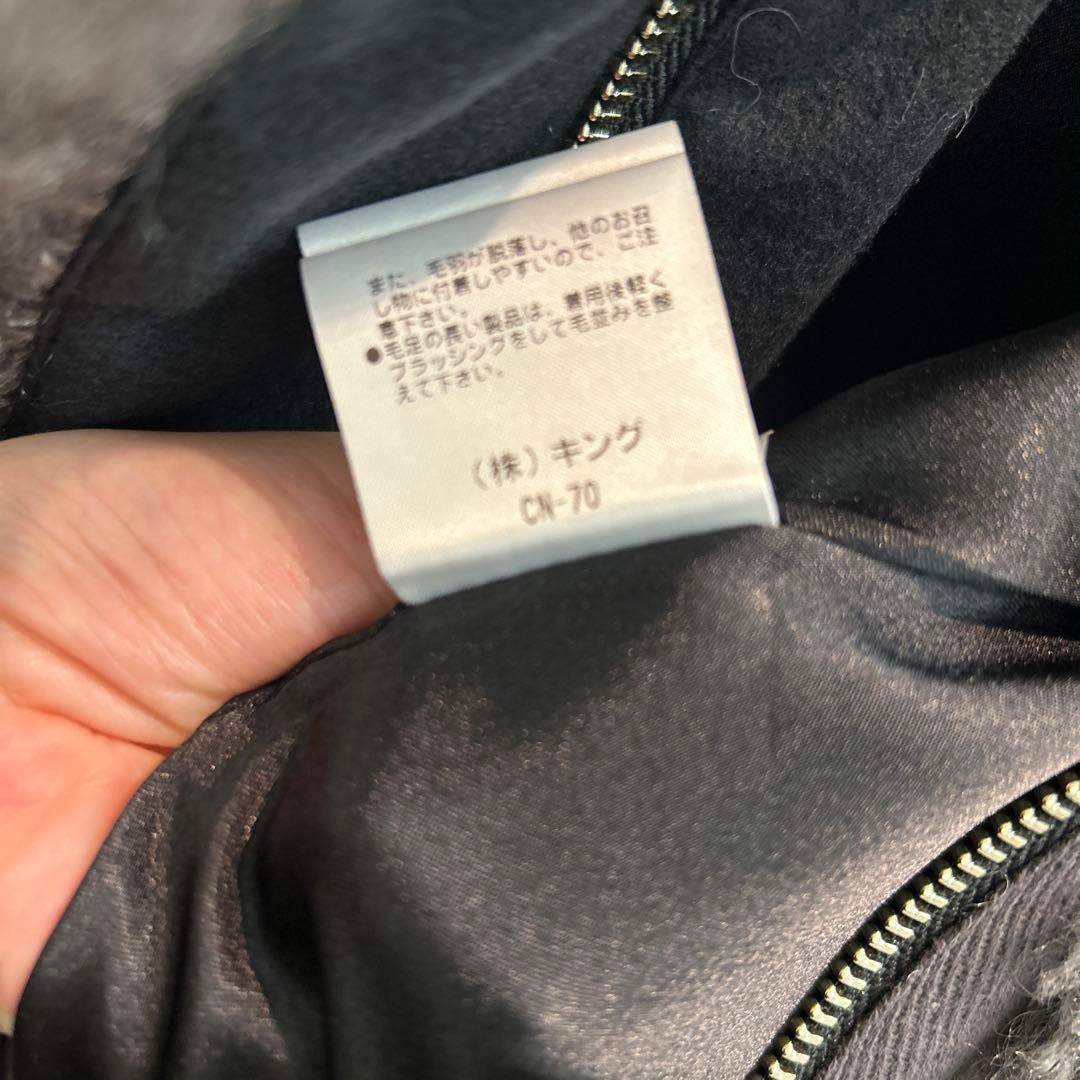 また、毛羽が脱落し、他のお召
し物に付着しやすいので、ご注
意下さい。
●毛足の長い製品は、着用後軽く
ブラッシングをして毛並みを整
えて下さい。
(株)キング
CN-70